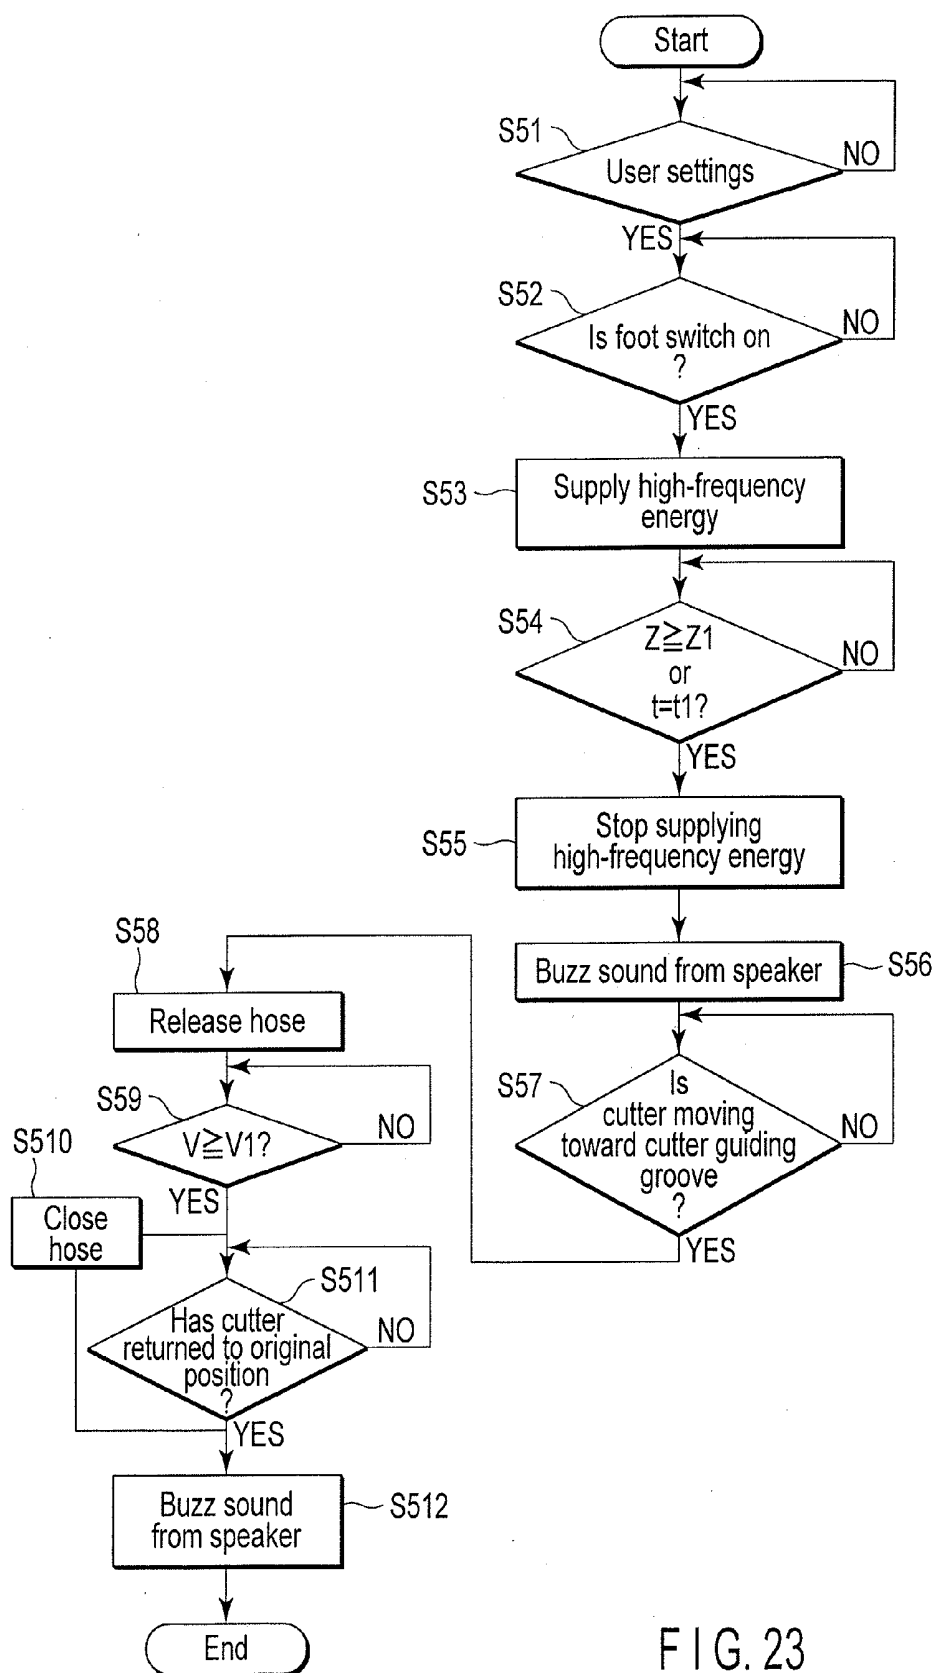 Start
S51
User settings
NO
YES
S52
Is foot switch on
?
NO
YES
S53
Supply high-frequency
energy
S54
Z≧Z1
or
t=t1?
NO
YES
S55
Stop supplying
high-frequency energy
Buzz sound from speaker
S56
S57
Is
cutter moving
toward cutter guiding
groove
?
NO
YES
S58
Release hose
S59
V≧V1?
NO
YES
S510
Close
hose
S511
Has cutter
returned to original
position
?
NO
YES
Buzz sound
from speaker
S512
End
FIG. 23